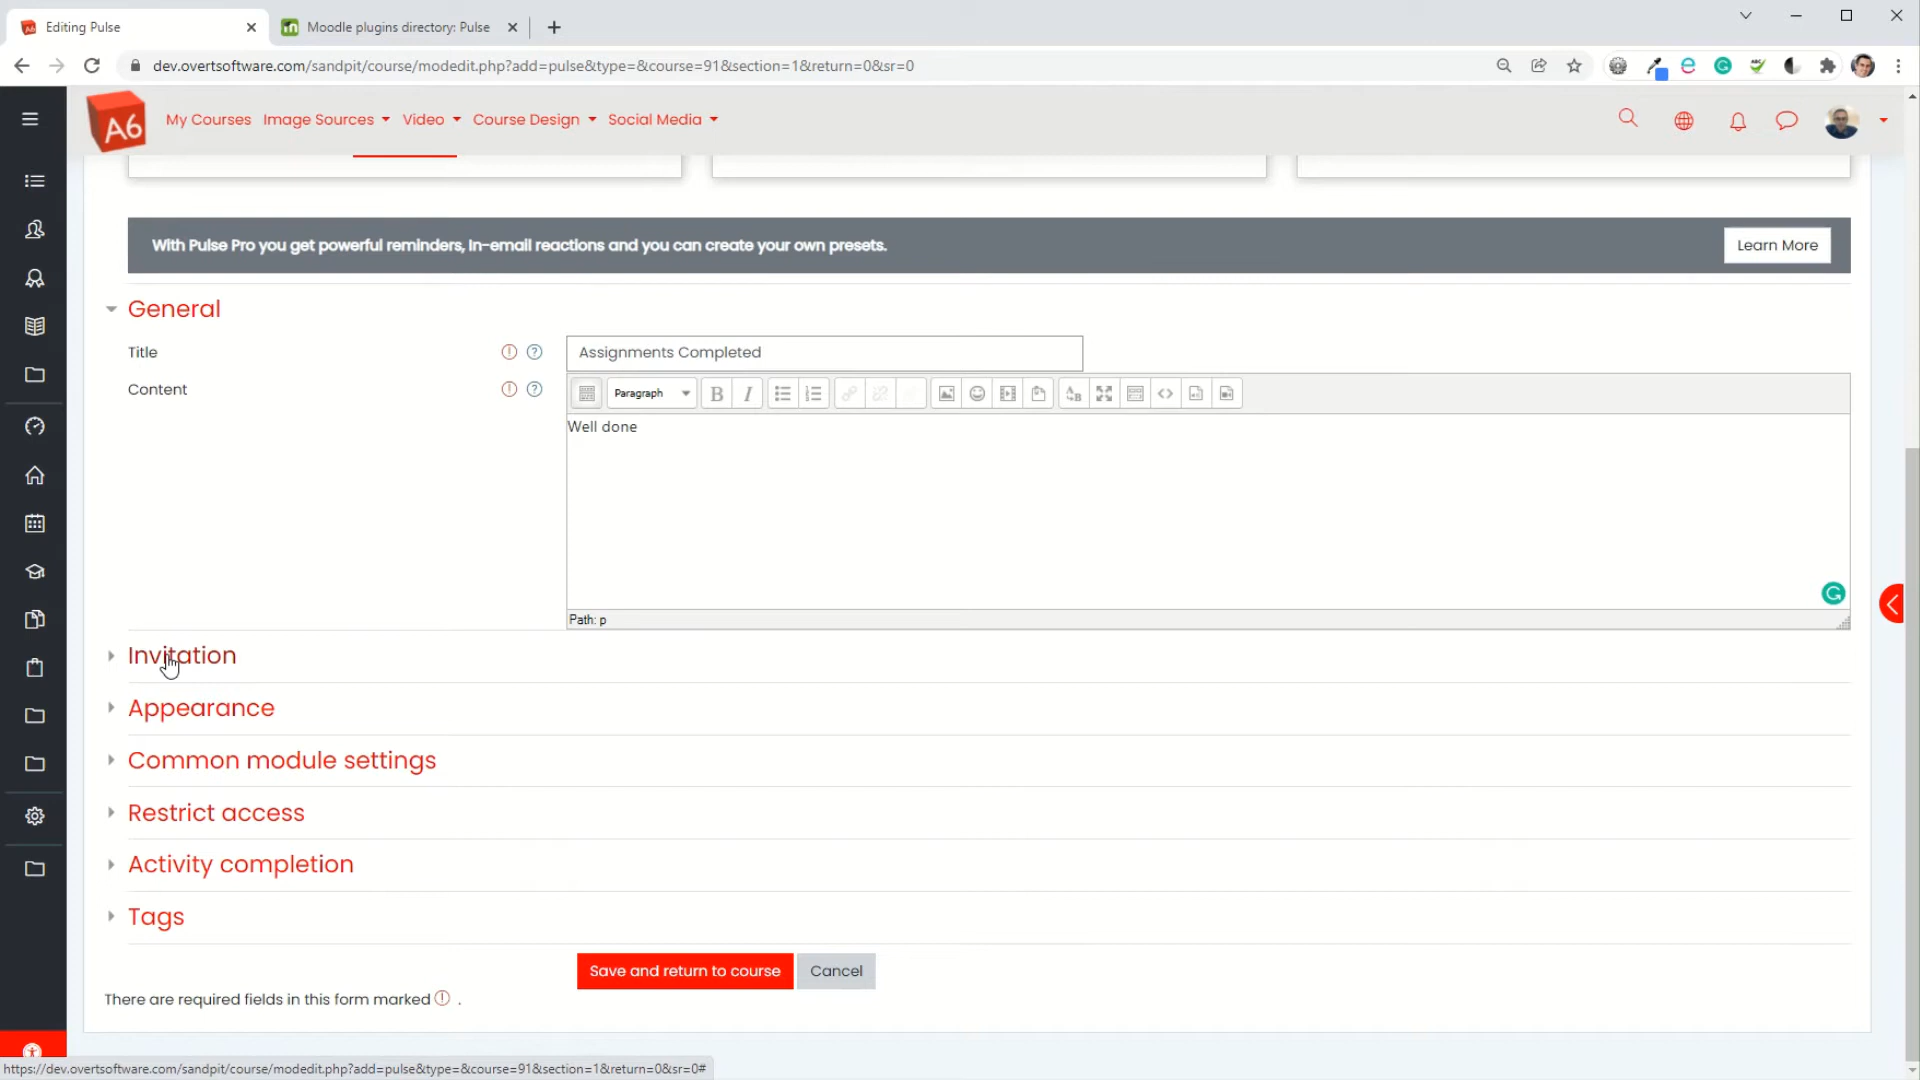 Editing Pulse
Moodle plugins directory: Pulse
dev.overtsoftware.com/sandpit/course/modedit.php?add=pulse&type=&course=91&section=1&return=0&sr=0
A6
My Courses Image Sources Video Course Design Social Media
With Pulse Pro you get powerful reminders, In-email reactions and you can create your own presets.
Learn More
General
Title
Assignments Completed
Content
Paragraph
B I
Well done
Path: p
Invitation
Appearance
Common module settings
Restrict access
Activity completion
Tags
Save and return to course
Cancel
There are required fields in this form marked .
https://dev.overtsoftware.com/sandpit/course/modedit.php?add=pulse&type=&course=91&section=1&return=0&sr=0#